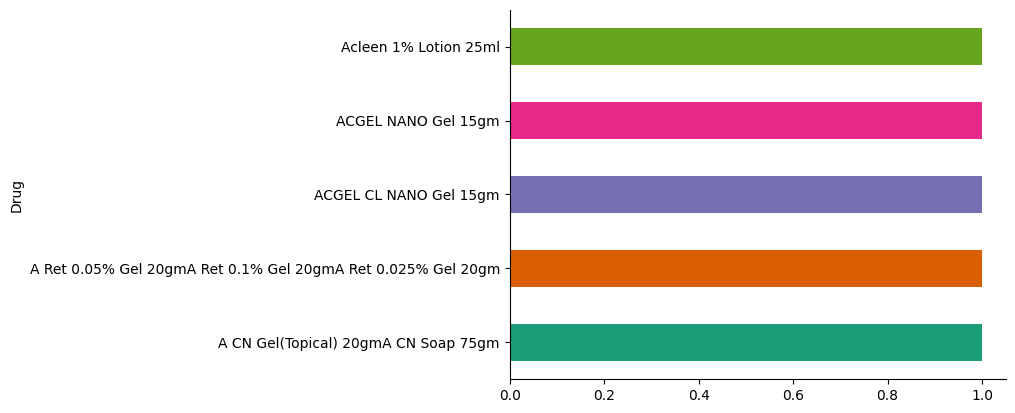 Acleen 1% Lotion 25ml
ACGEL NANO Gel 15gm
ACGEL CL NANO Gel 15gm
A Ret 0.05% Gel 20gmA Ret 0.1% Gel 20gmA Ret 0.025% Gel 20gm
A CN Gel(Topical) 20gmA CN Soap 75gm
Drug
0.0 0.2 0.4 0.6 0.8 1.0